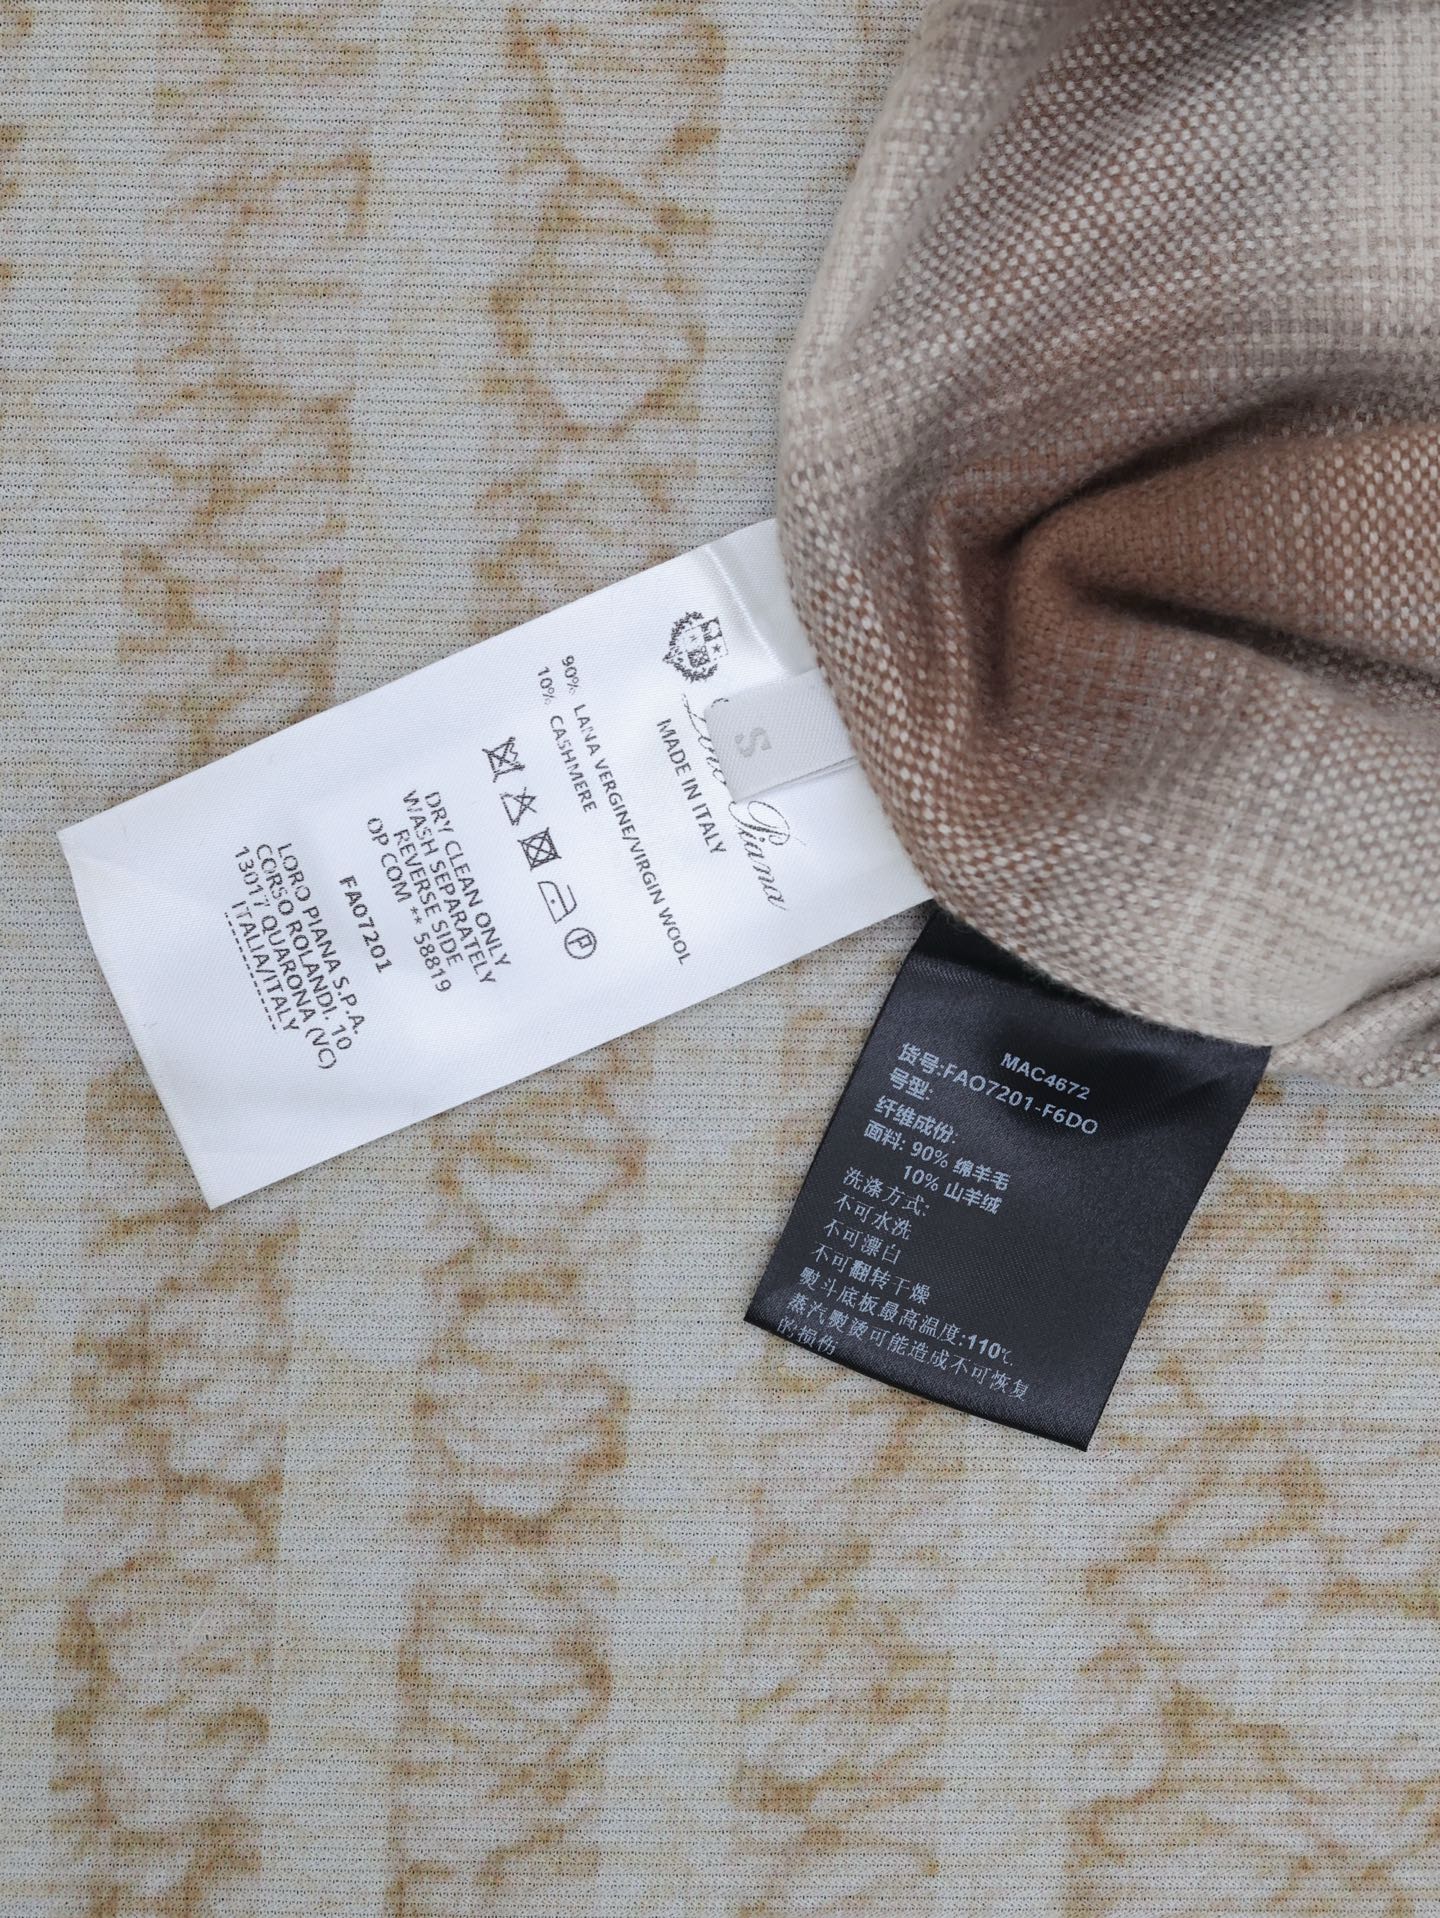 Loro Piana
S
MADE IN ITALY
90% LANA VERGINE/VIRGIN WOOL
10% CASHMERE
P
DRY CLEAN ONLY
WASH SEPARATELY
REVERSE SIDE
OP COM ** 58819
FAO7201
LORO PIANA S.P.A.
CORSO ROLANDI. 10
13017 QUARONA (VC)
ITALIA/ITALY
MAC4672
货号:FAO7201-F6DO
号型:
纤维成份:
面料: 90% 绵羊毛
10% 山羊绒
洗涤方式:
不可水洗
不可漂白
不可翻转干燥
熨斗底板最高温度:110℃
蒸汽熨烫可能造成不可恢复
的损伤